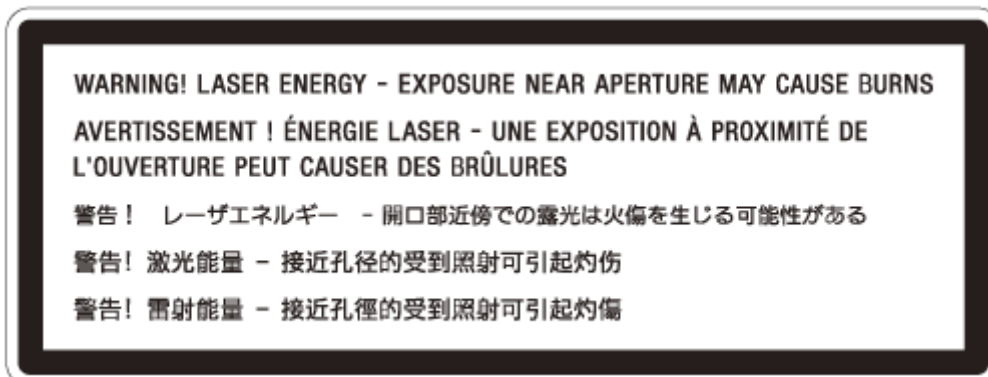 WARNING! LASER ENERGY - EXPOSURE NEAR APERTURE MAY CAUSE BURNS
AVERTISSEMENT ! ÉNERGIE LASER - UNE EXPOSITION À PROXIMITÉ DE
L'OUVERTURE PEUT CAUSER DES BRÛLURES
警告！ レーザエネルギー - 開口部近傍での露光は火傷を生じる可能性がある
警告! 激光能量 - 接近孔径的受到照射可引起灼伤
警告! 雷射能量 - 接近孔徑的受到照射可引起灼傷